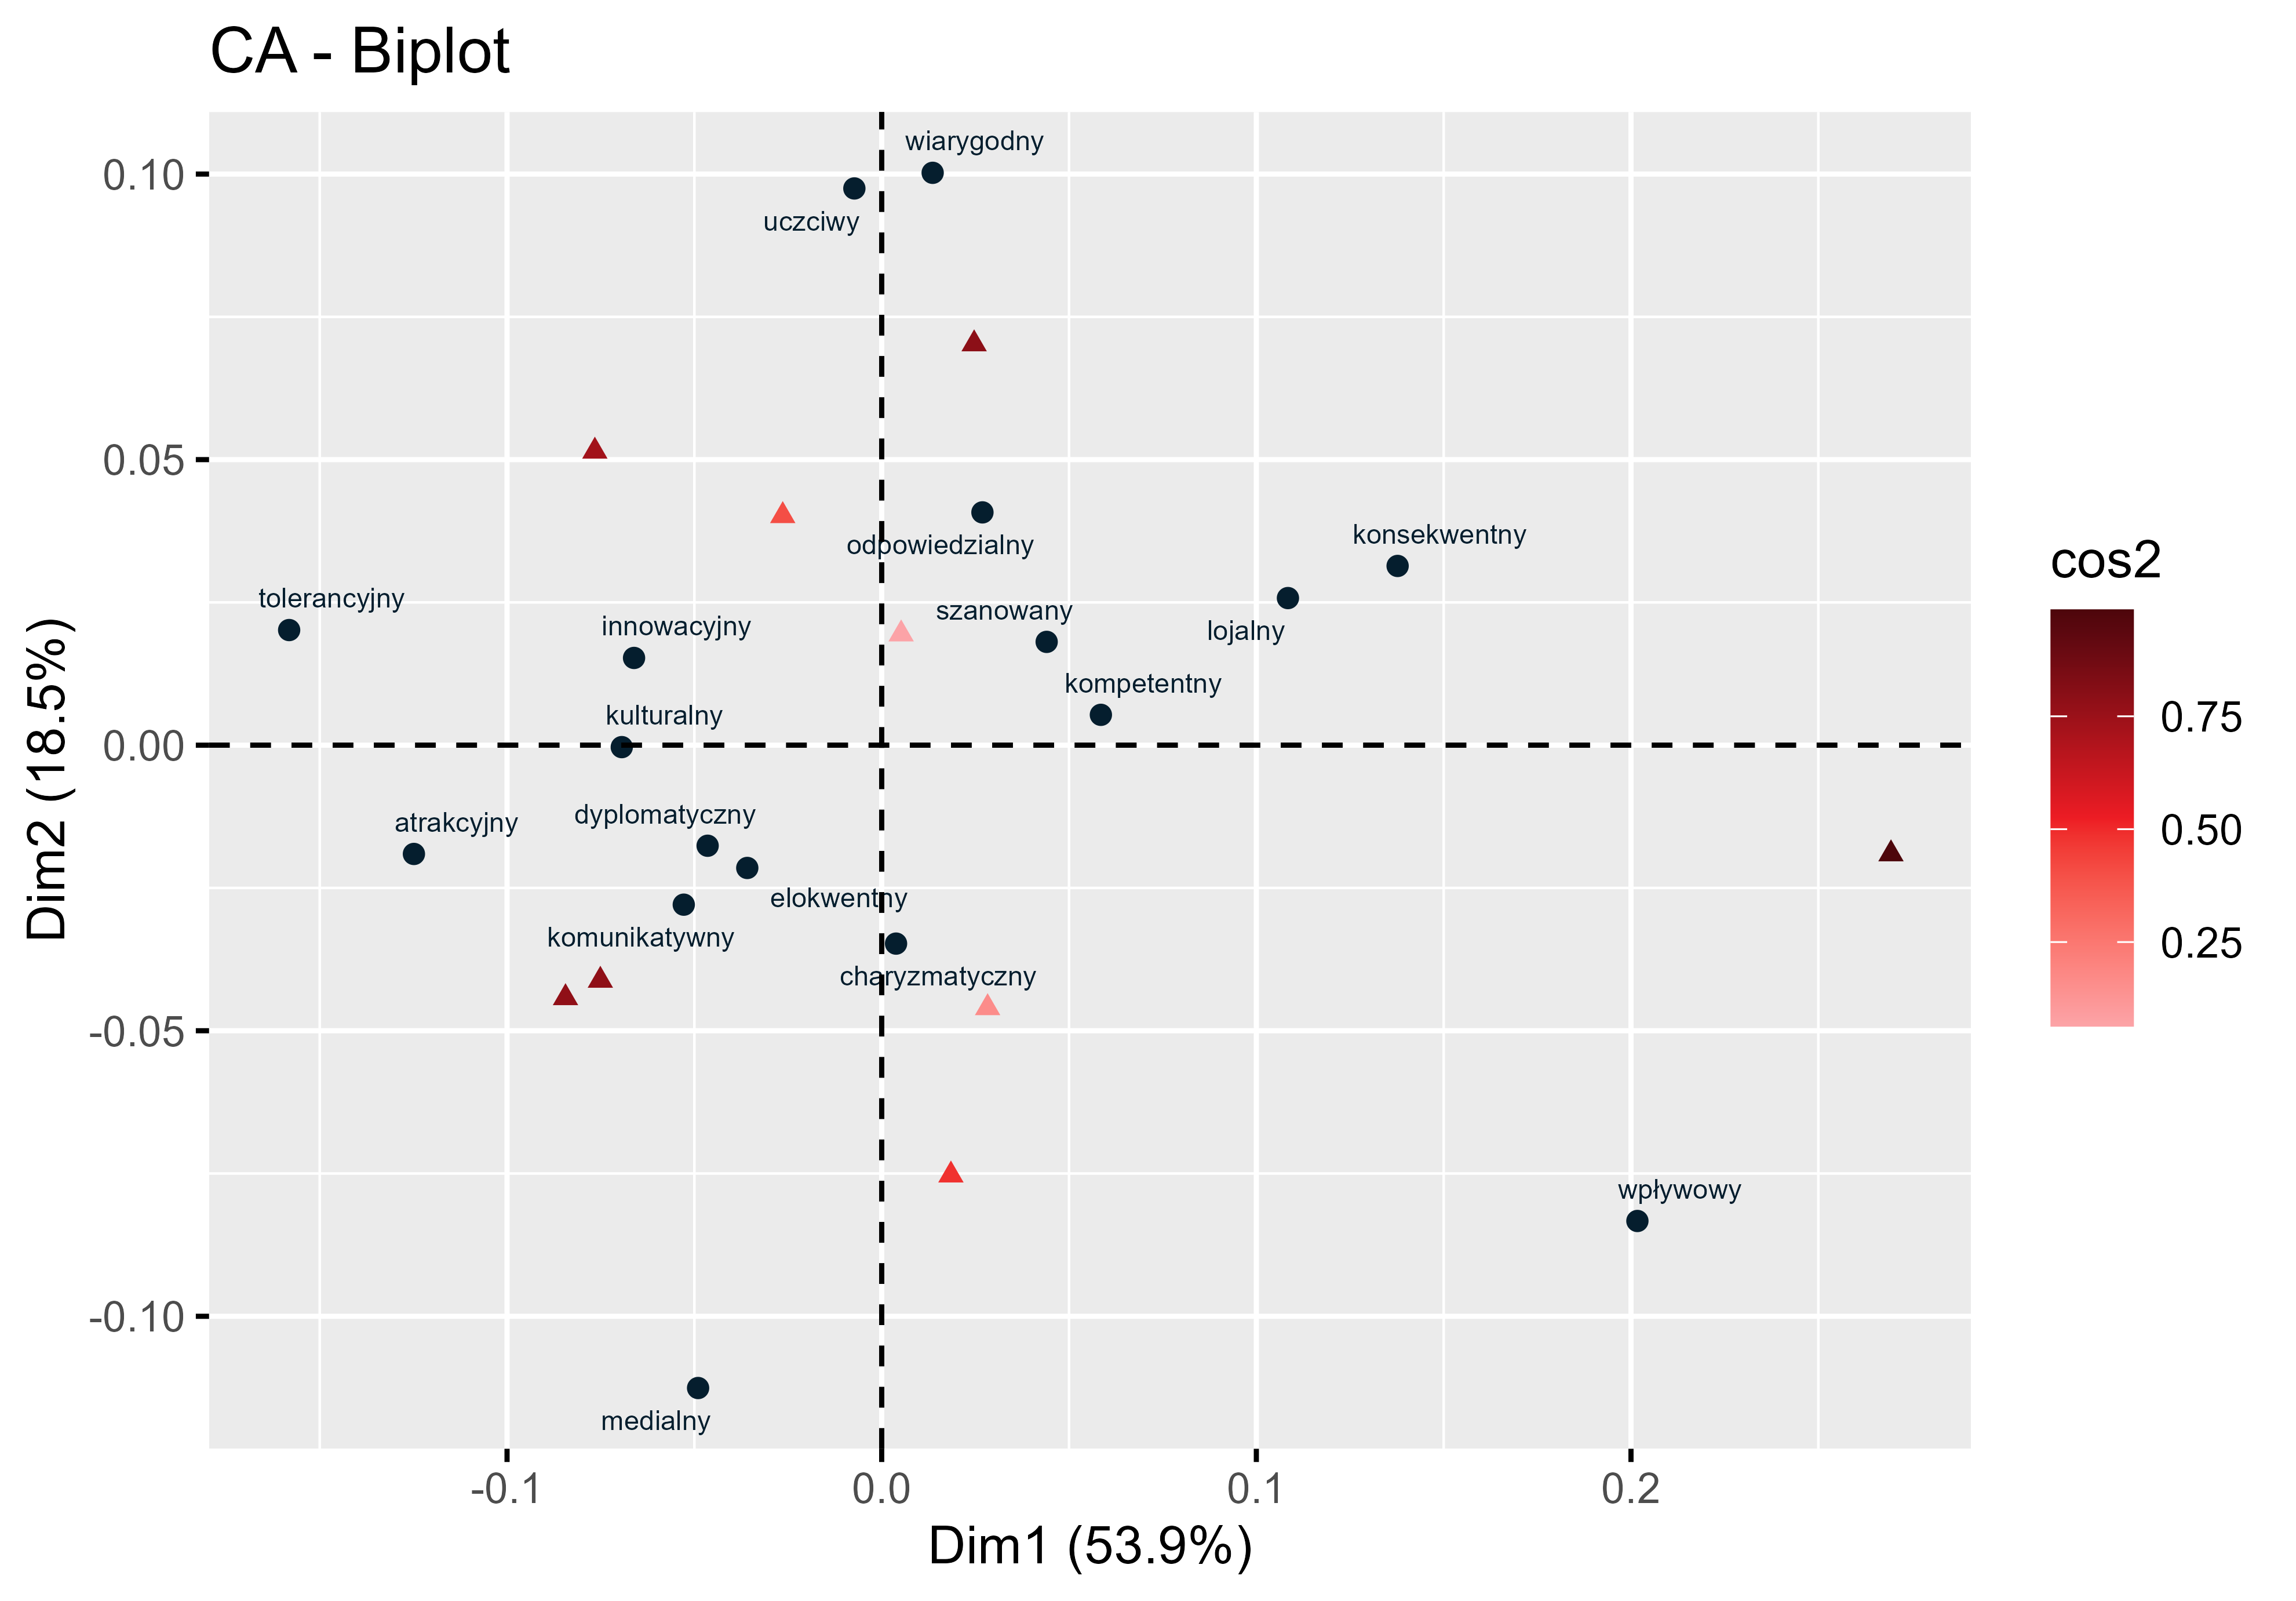 CA - Biplot
wiarygodny
uczciwy
odpowiedzialny
konsekwentny
tolerancyjny
szanowany
innowacyjny
lojalny
kompetentny
kulturalny
dyplomatyczny
atrakcyjny
elokwentny
komunikatywny
charyzmatyczny
wpływowy
medialny
0.10
0.05
0.00
-0.05
-0.10
Dim2 (18.5%)
-0.1 0.0 0.1 0.2
Dim1 (53.9%)
cos2
0.75
0.50
0.25